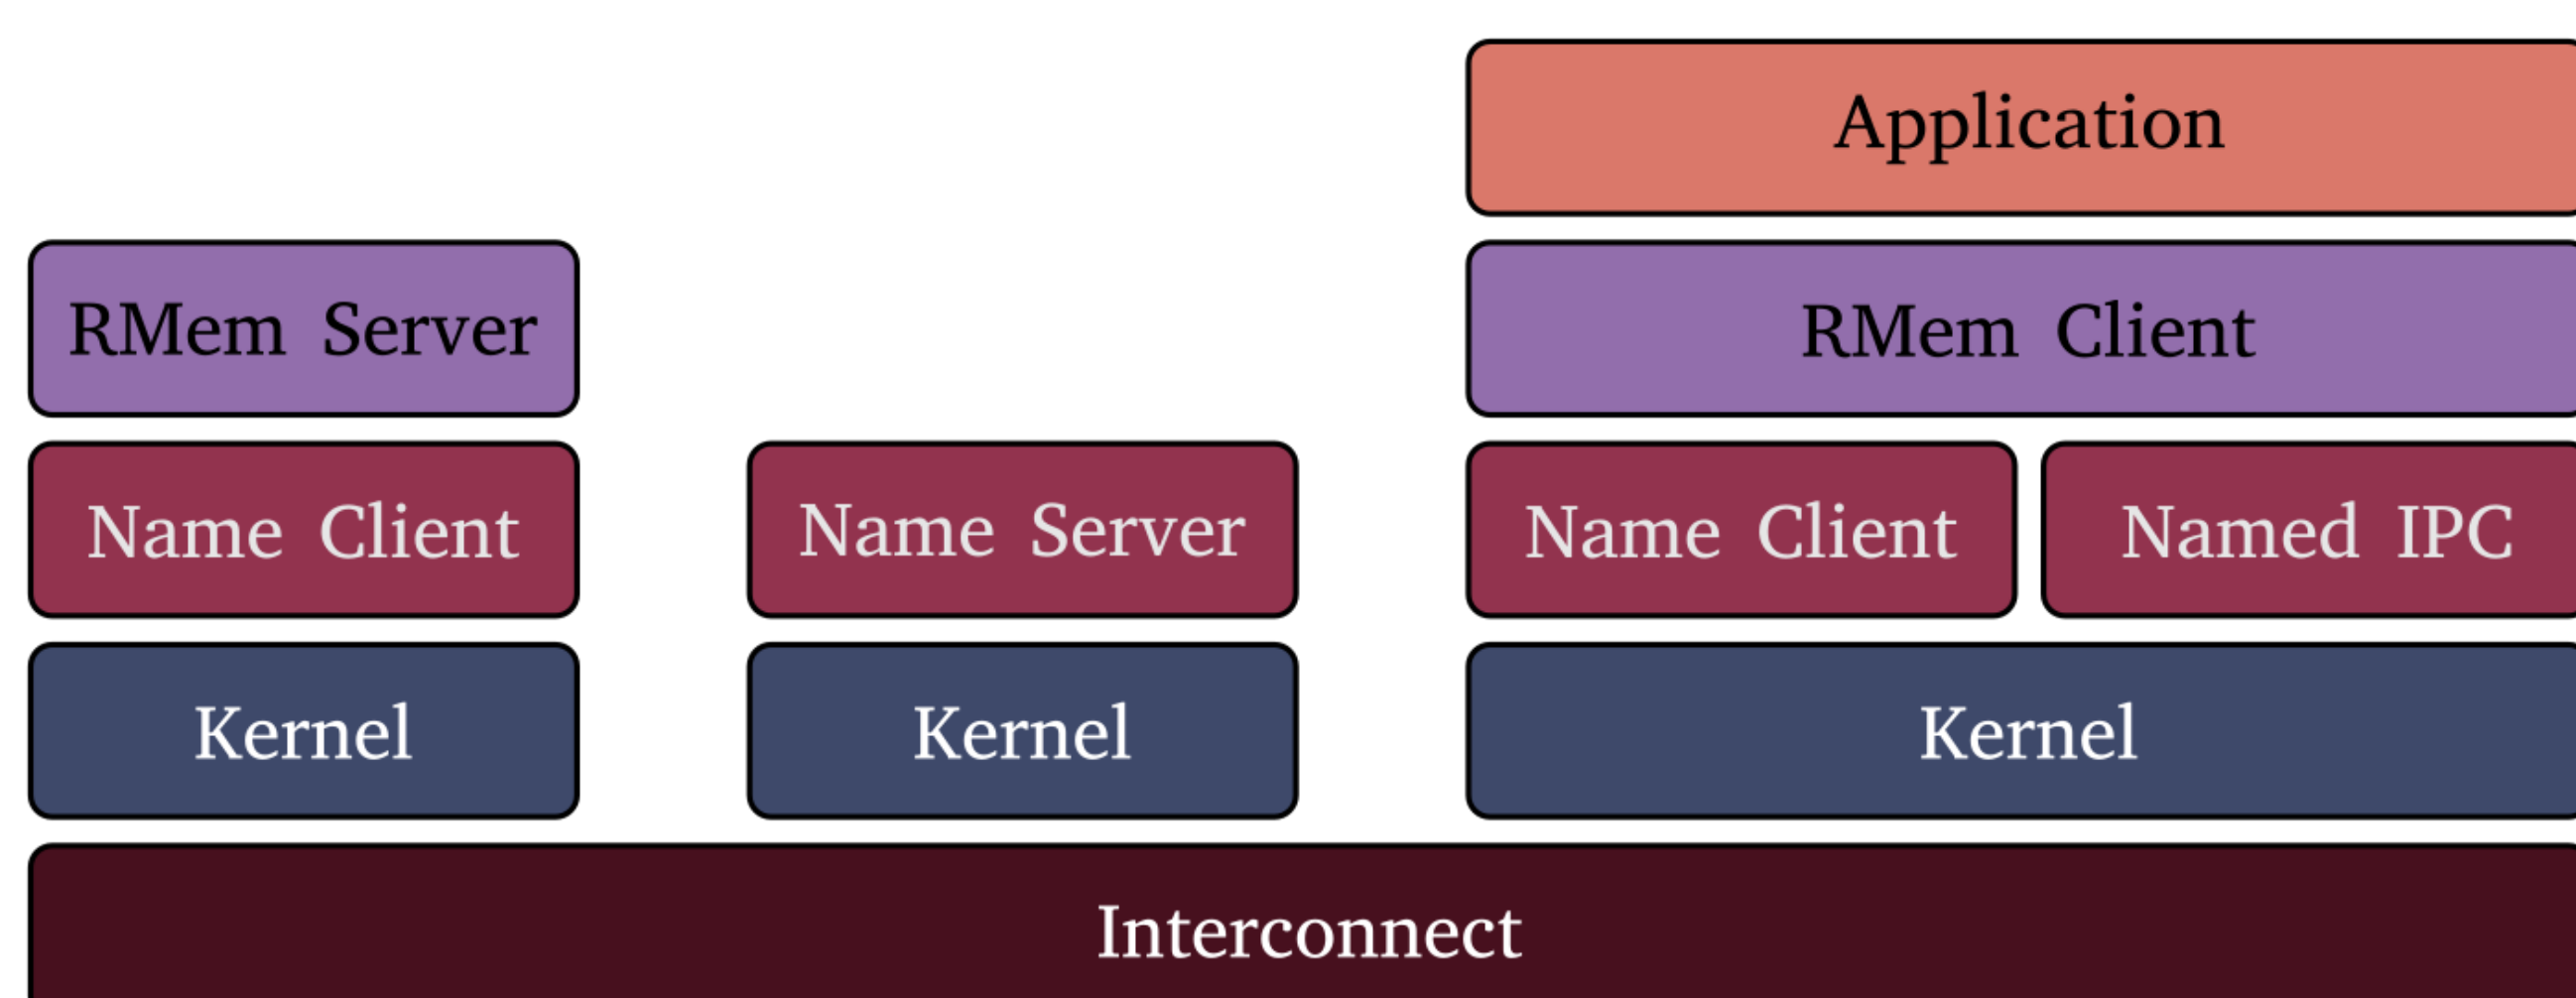 Application
RMem Server
RMem Client
Name Client
Name Server
Name Client
Named IPC
Kernel
Kernel
Kernel
Interconnect